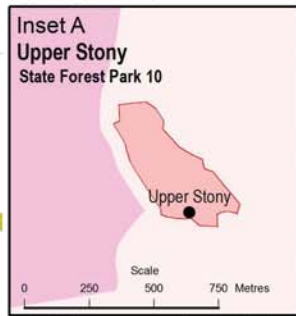 Inset A
Upper Stony
State Forest Park 10
Upper Stony
Scale
0 250 500 750 Metres